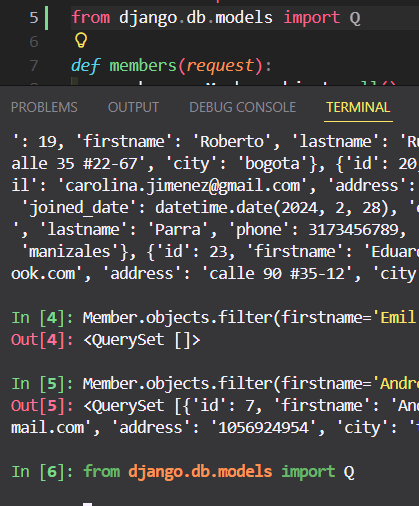 5 from django.db.models import Q
6
7 def members(request):
PROBLEMS OUTPUT DEBUG CONSOLE TERMINAL
': 19, 'firstname': 'Roberto', 'lastname': 'Ru
alle 35 #22-67', 'city': 'bogota'}, {'id': 20,
il': 'carolina.jimenez@gmail.com', 'address':
'joined_date': datetime.date(2024, 2, 28), '
', 'lastname': 'Parra', 'phone': 3173456789,
'manizales'}, {'id': 23, 'firstname': 'Eduar
ook.com', 'address': 'calle 90 #35-12', 'city
In [4]: Member.objects.filter(firstname='Emil
Out[4]: <QuerySet []>
In [5]: Member.objects.filter(firstname='Andr
Out[5]: <QuerySet [{'id': 7, 'firstname': 'An
mail.com', 'address': '1056924954', 'city': '
In [6]: from django.db.models import Q